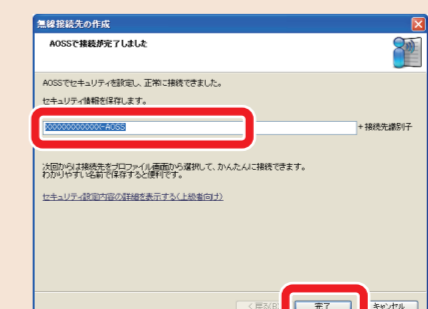 無線接続先の作成
AOSSで接続が完了しました
AOSSでセキュリティを設定し、正常に接続できました。
セキュリティ情報を保存します。
000000000000-AOSS
+接続先識別子
次回からは接続先をプロファイル画面から選択して、かんたんに接続できます。
わかりやすい名前で保存すると便利です。
セキュリティ設定内容の詳細を表示する(上級者向け)
< 戻る(B)
完了
キャンセル